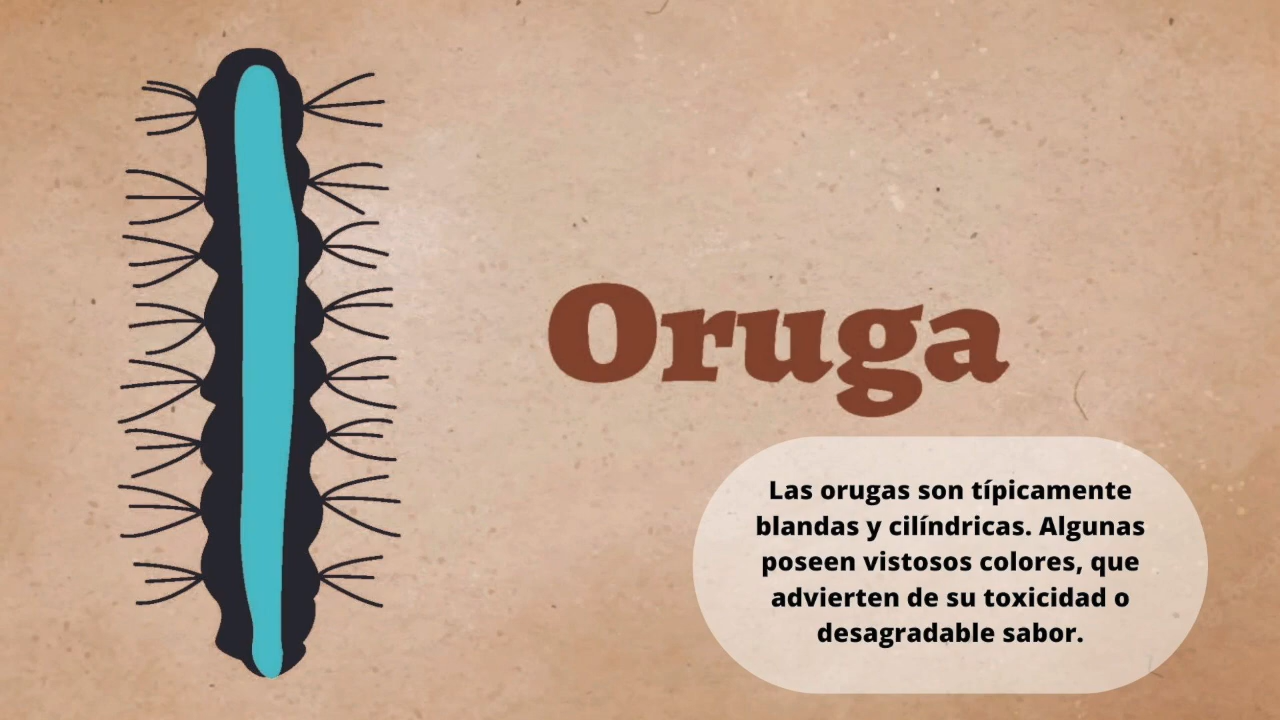 Oruga
Las orugas son típicamente
blandas y cilíndricas. Algunas
poseen vistosos colores, que
advierten de su toxicidad o
desagradable sabor.